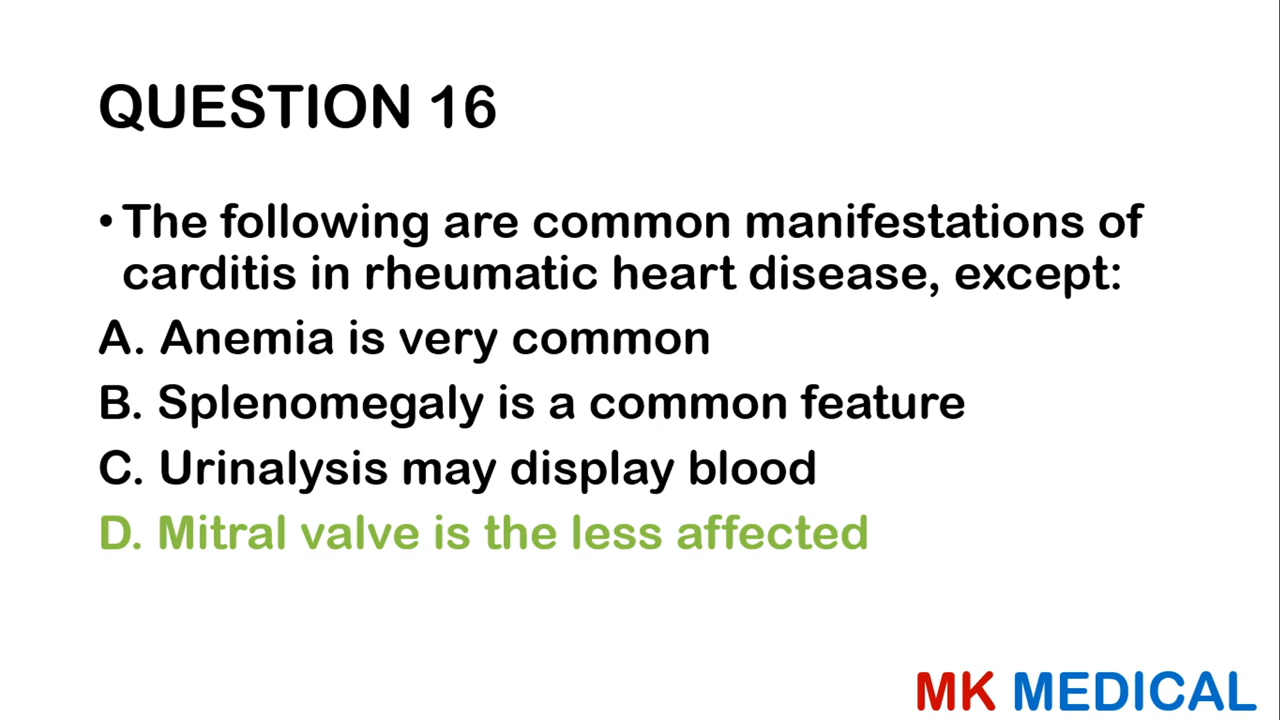 QUESTION 16
• The following are common manifestations of
carditis in rheumatic heart disease, except:
A. Anemia is very common
B. Splenomegaly is a common feature
C. Urinalysis may display blood
D. Mitral valve is the less affected
MK MEDICAL